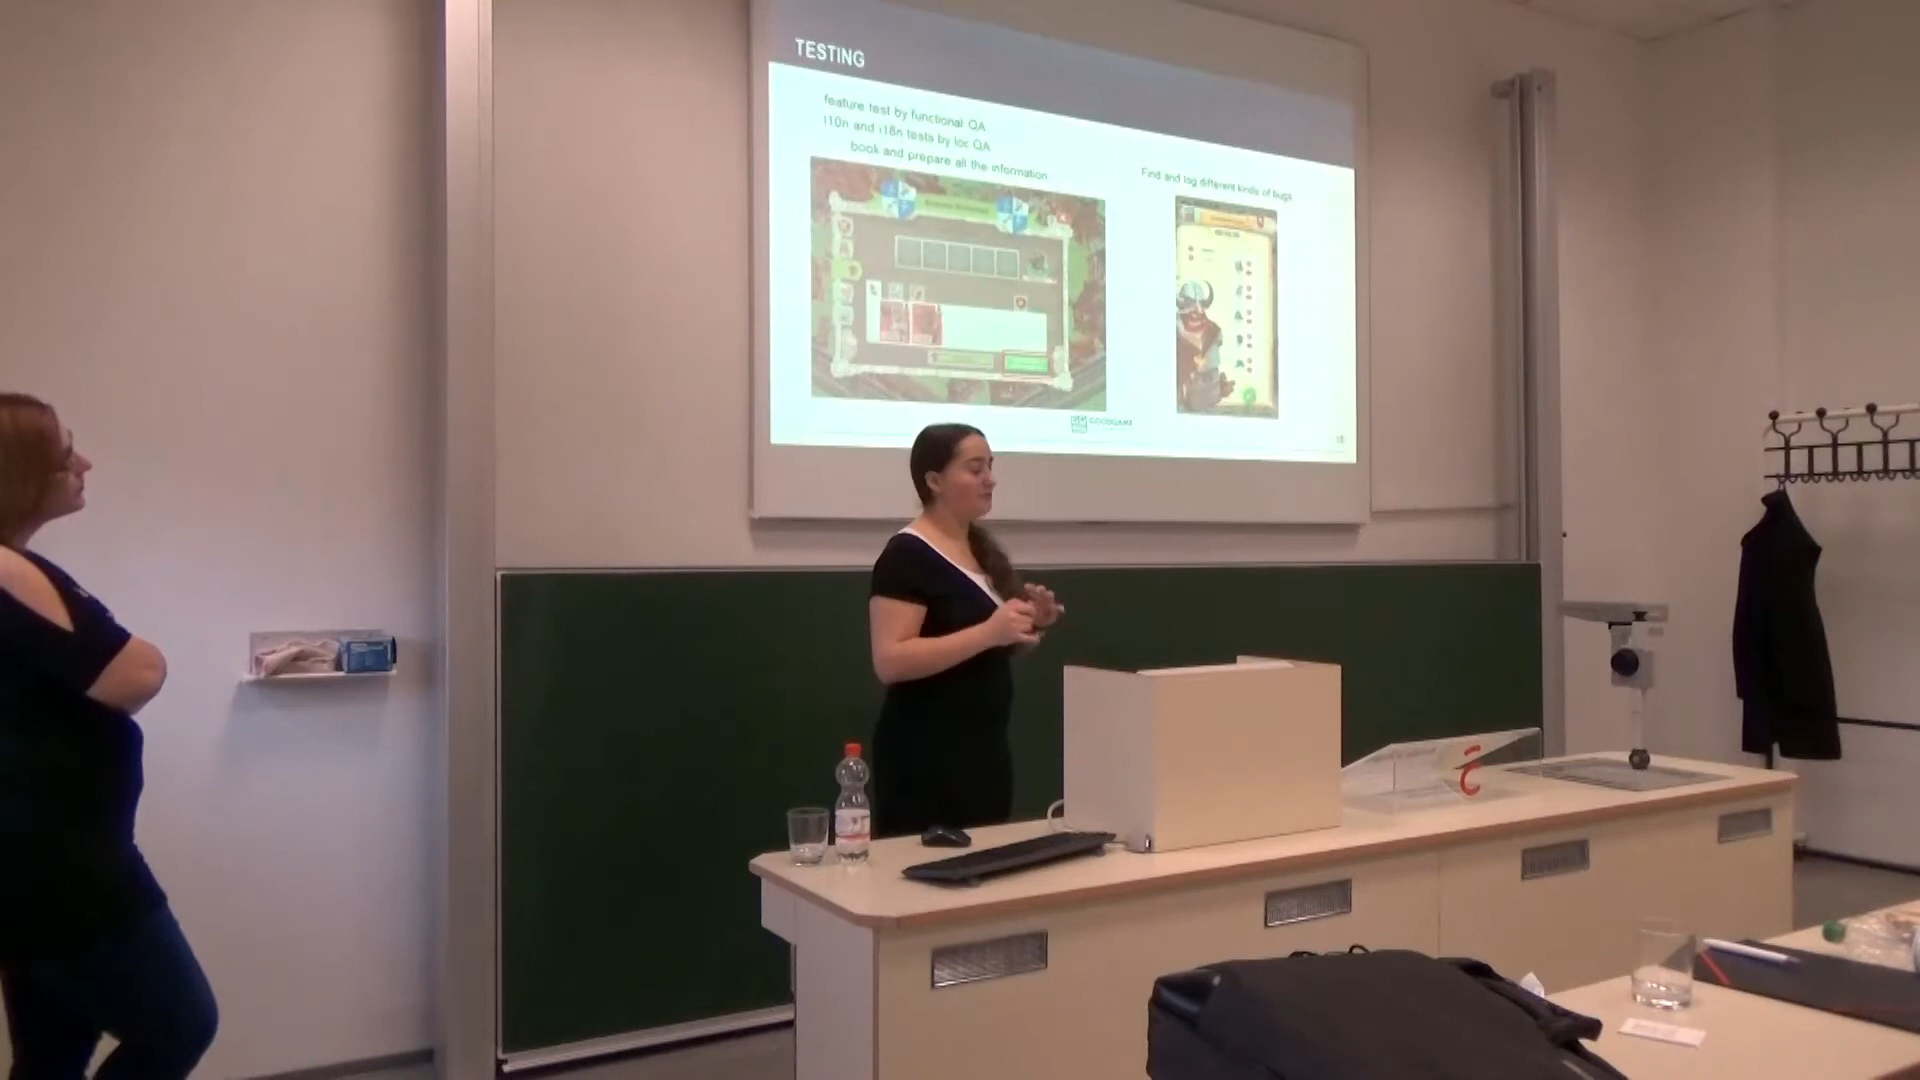 TESTING
feature test by functional QA
l10n and i18n tests by loc QA
book and prepare all the information
Find and log different kinds of bugs
GOODGAME